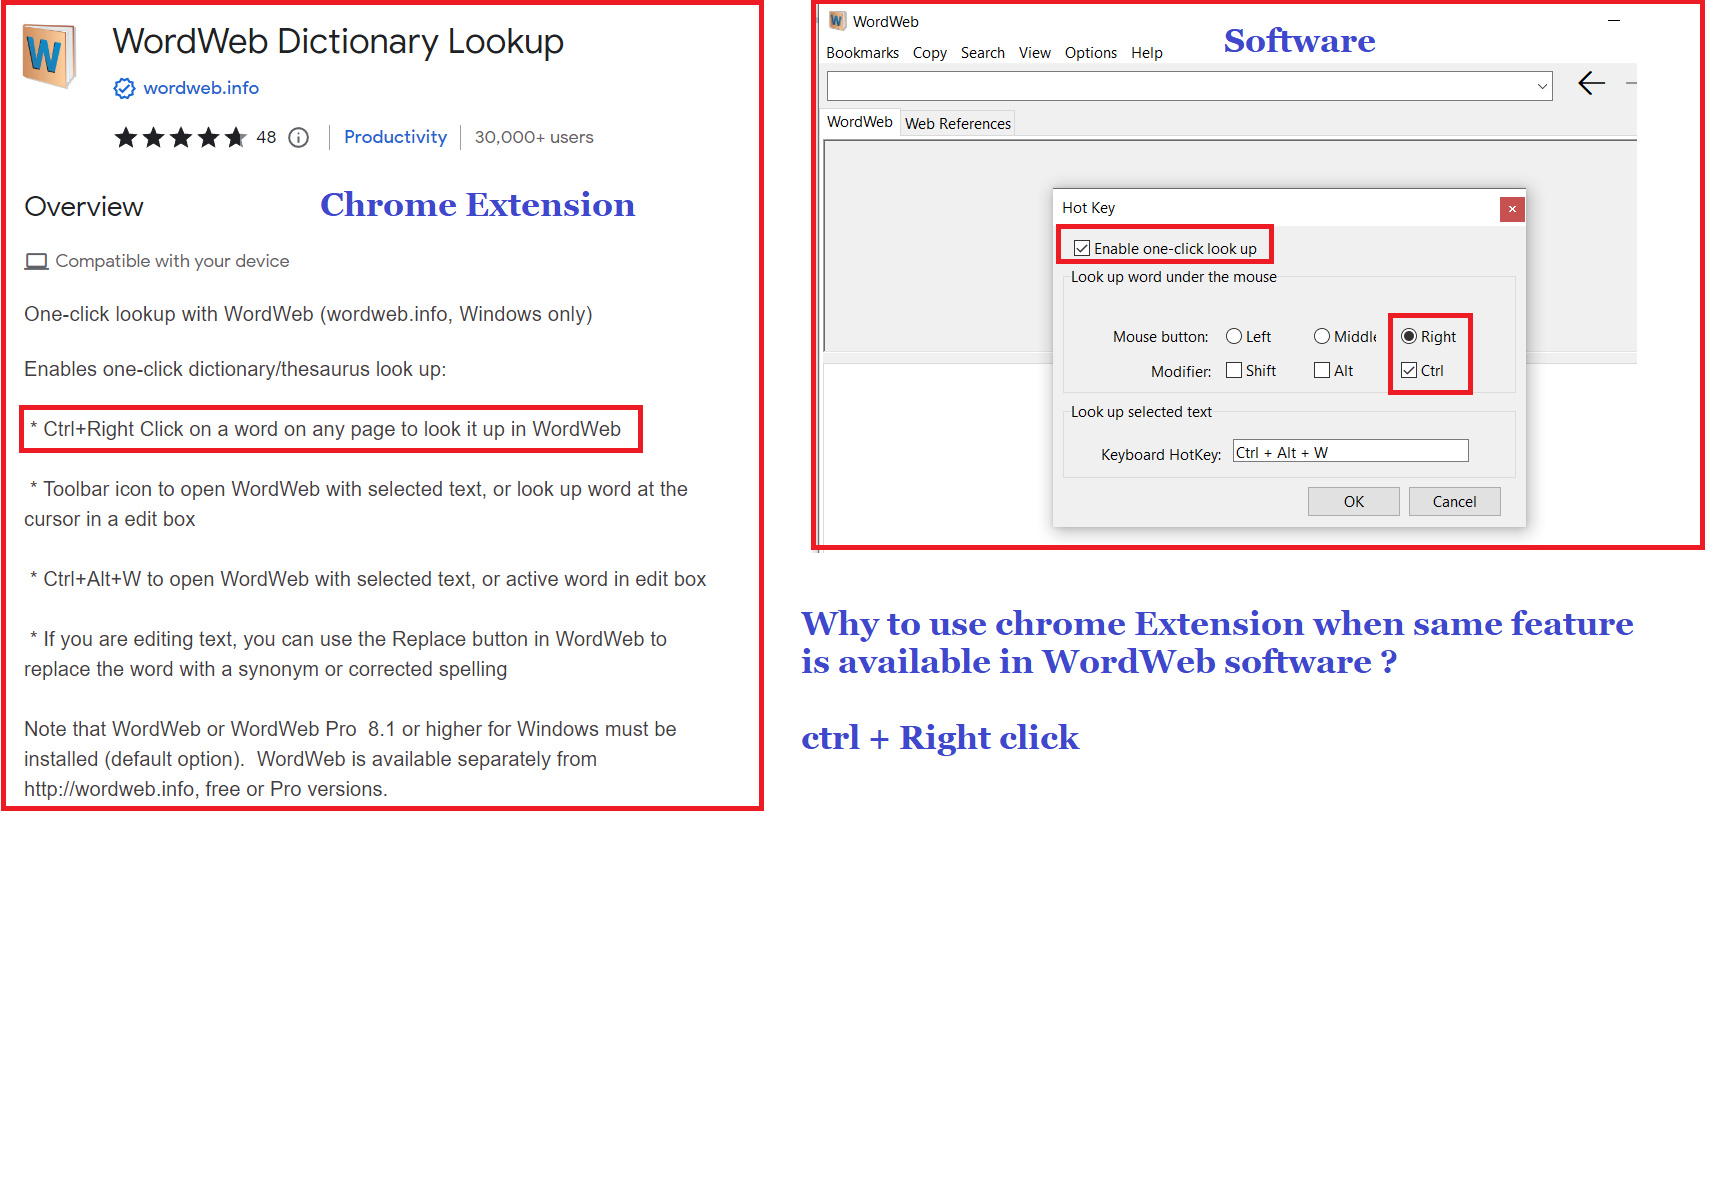 WordWeb Dictionary Lookup
wordweb.info
48
Productivity
30,000+ users
Overview
Chrome Extension
Compatible with your device
One-click lookup with WordWeb (wordweb.info, Windows only)
Enables one-click dictionary/thesaurus look up:
* Ctrl+Right Click on a word on any page to look it up in WordWeb
* Toolbar icon to open WordWeb with selected text, or look up word at the
cursor in a edit box
* Ctrl+Alt+W to open WordWeb with selected text, or active word in edit box
* If you are editing text, you can use the Replace button in WordWeb to
replace the word with a synonym or corrected spelling
Note that WordWeb or WordWeb Pro  8.1 or higher for Windows must be
installed (default option).  WordWeb is available separately from
http://wordweb.info, free or Pro versions.
W WordWeb
Software
Bookmarks Copy Search View Options Help
WordWeb Web References
Hot Key
Enable one-click look up
Look up word under the mouse
Mouse button: Left Middle Right
Modifier: Shift Alt Ctrl
Look up selected text
Keyboard HotKey: Ctrl + Alt + W
OK Cancel
Why to use chrome Extension when same feature
is available in WordWeb software ?
ctrl + Right click